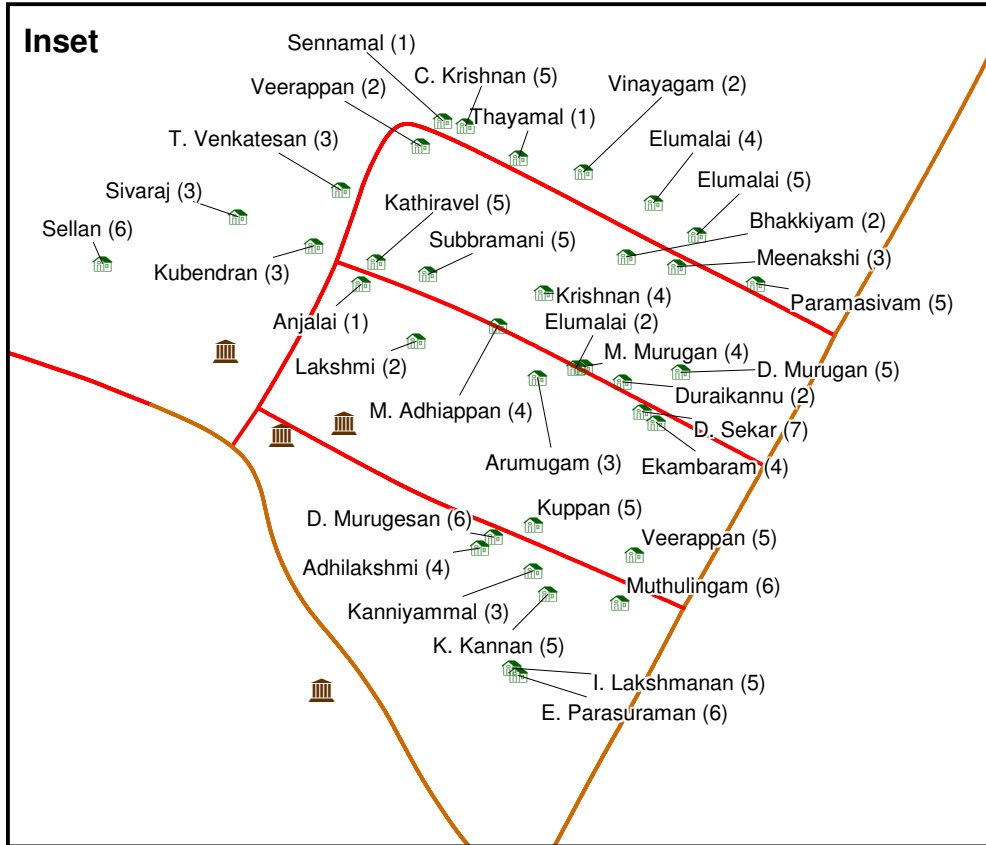 Inset
Sennamal (1)
C. Krishnan (5)
Veerappan (2)
Vinayagam (2)
Thayamal (1)
T. Venkatesan (3)
Elumalai (4)
Elumalai (5)
Sivaraj (3)
Kathiravel (5)
Bhakkiyam (2)
Sellan (6)
Subbramani (5)
Kubendran (3)
Meenakshi (3)
Krishnan (4)
Paramasivam (5)
Anjalai (1)
Elumalai (2)
M. Murugan (4)
Lakshmi (2)
D. Murugan (5)
Duraikannu (2)
M. Adhiappan (4)
D. Sekar (7)
Arumugam (3)
Ekambaram (4)
Kuppan (5)
D. Murugesan (6)
Veerappan (5)
Adhilakshmi (4)
Muthulingam (6)
Kanniyammal (3)
K. Kannan (5)
I. Lakshmanan (5)
E. Parasuraman (6)